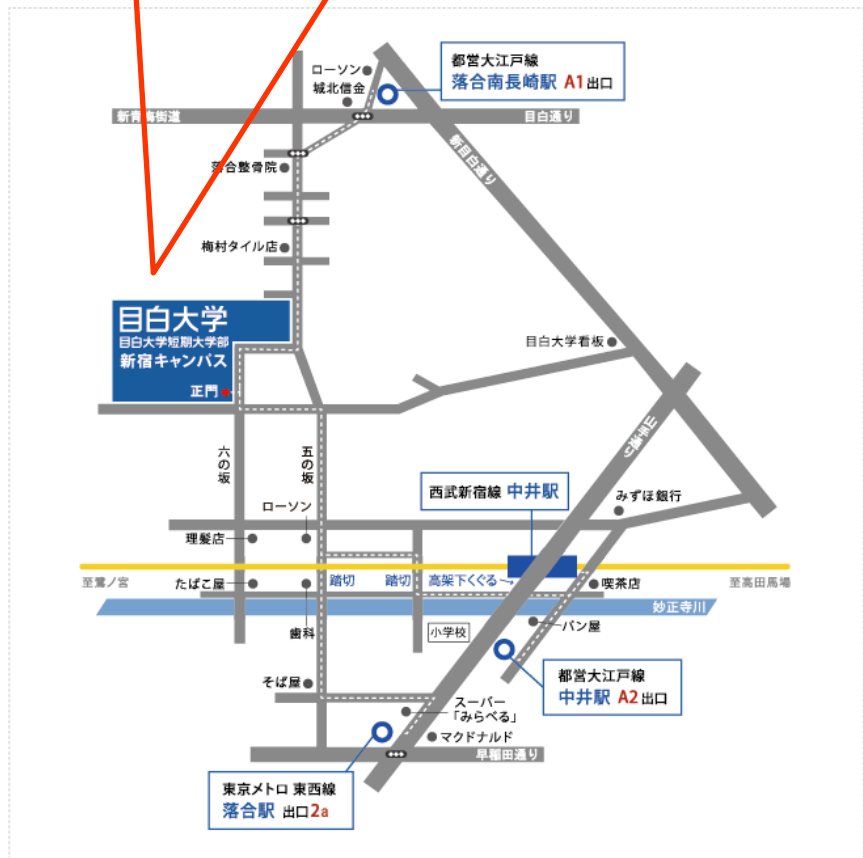 都営大江戸線
落合南長崎駅 A1出口
ローソン
城北信金
新青梅街道
目白通り
新目白通り
落合整骨院
梅村タイル店
目白大学
目白大学短期大学部
新宿キャンパス
正門
目白大学看板
山手通り
六の坂
五の坂
西武新宿線 中井駅
みずほ銀行
ローソン
理髪店
至鷺ノ宮
たばこ屋
踏切
踏切
高架下くぐる→
喫茶店
至高田馬場
妙正寺川
歯科
小学校
パン屋
都営大江戸線
中井駅 A2出口
そば屋
スーパー
「みらべる」
マクドナルド
早稲田通り
東京メトロ 東西線
落合駅 出口2a